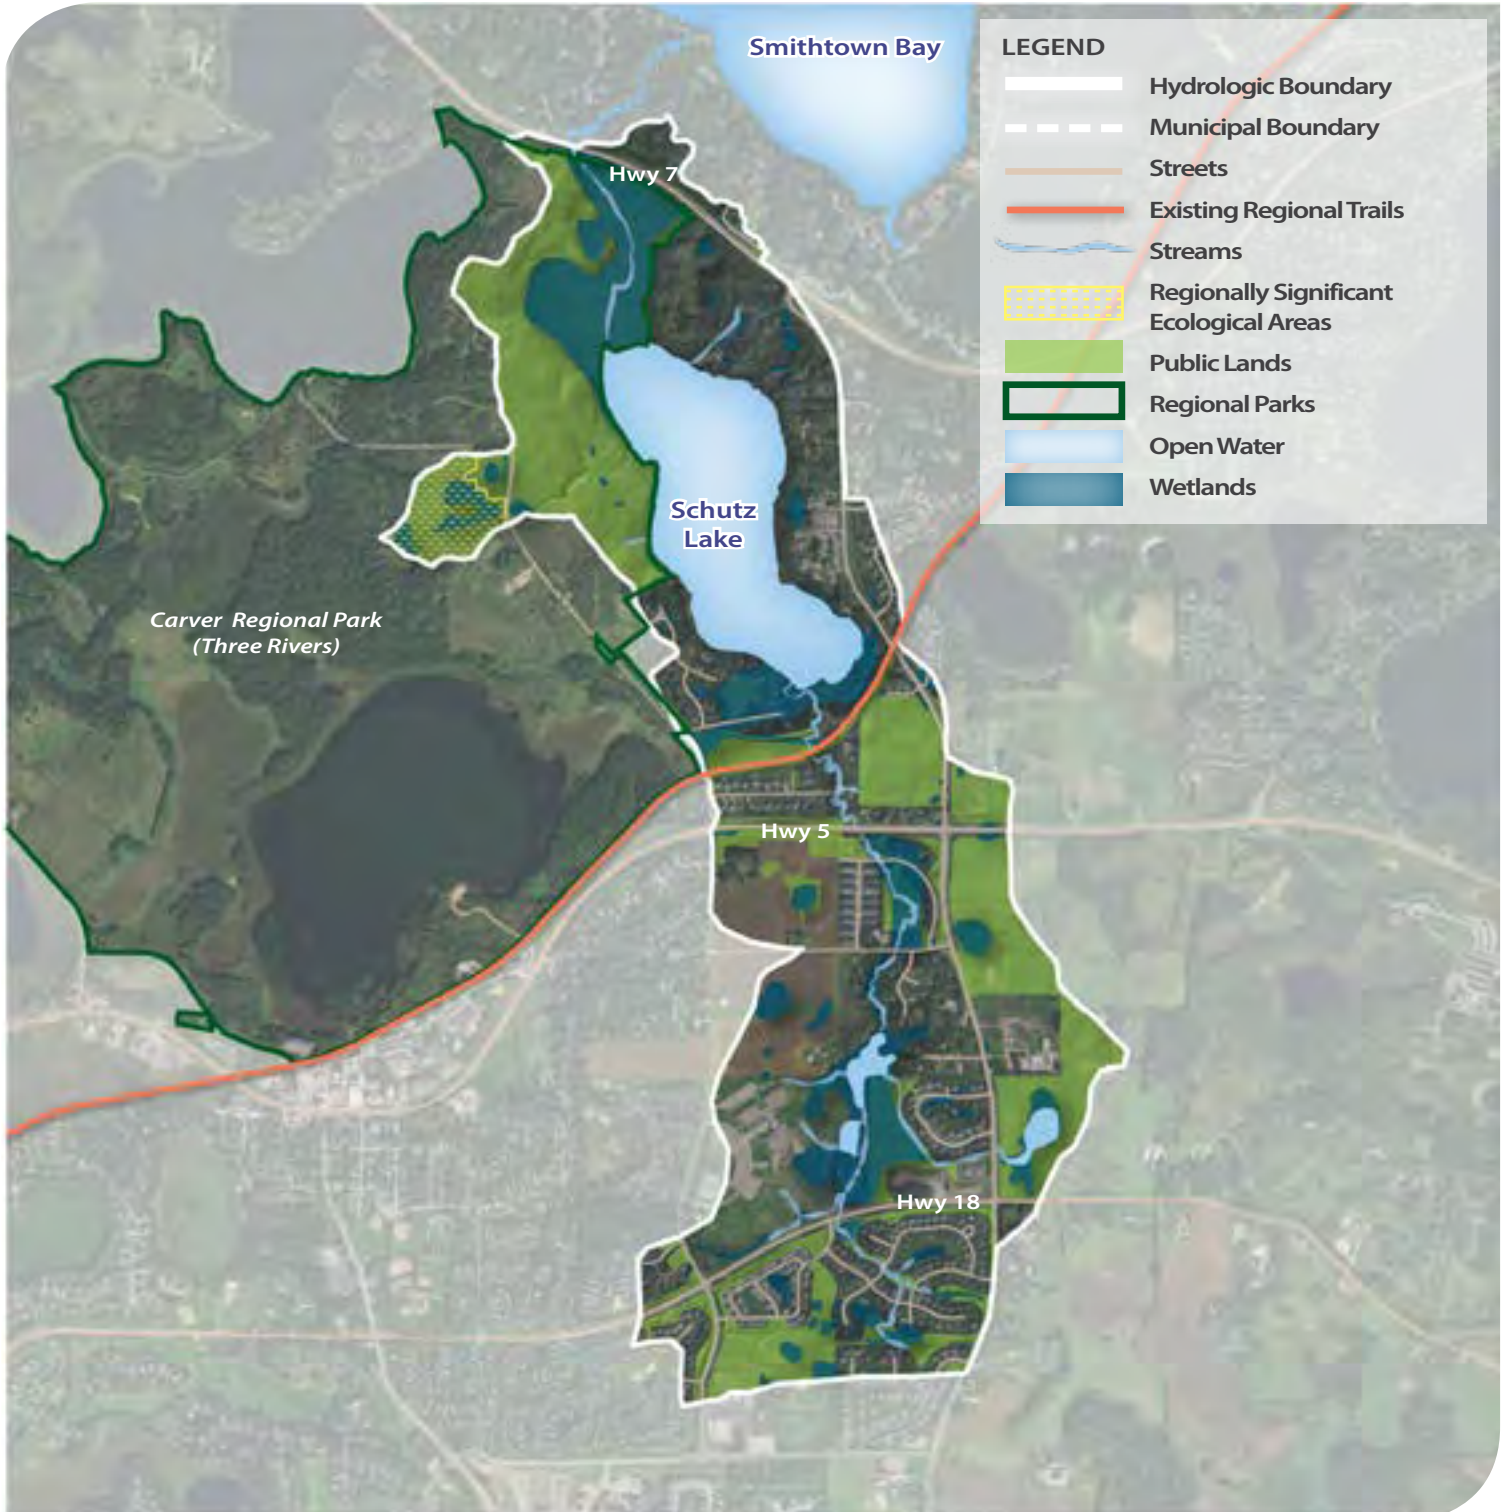 Smithtown Bay
LEGEND
Hydrologic Boundary
Municipal Boundary
Streets
Existing Regional Trails
Streams
Regionally Significant
Ecological Areas
Public Lands
Regional Parks
Open Water
Wetlands
Hwy 7
Schutz
Lake
Carver Regional Park
(Three Rivers)
Hwy 5
Hwy 18